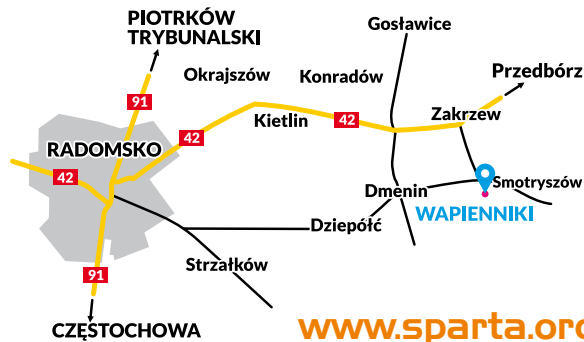 PIOTRKÓW
TRYBUNALSKI
Gosławice
Okrajszów
Konradów
Przedbórz
91
42
Kietlin
42
Zakrzew
RADOMSKO
42
Smotryszów
Dmenin
WAPIENNIKI
Dziepółć
Strzałków
91
CZĘSTOCHOWA
www.sparta.org